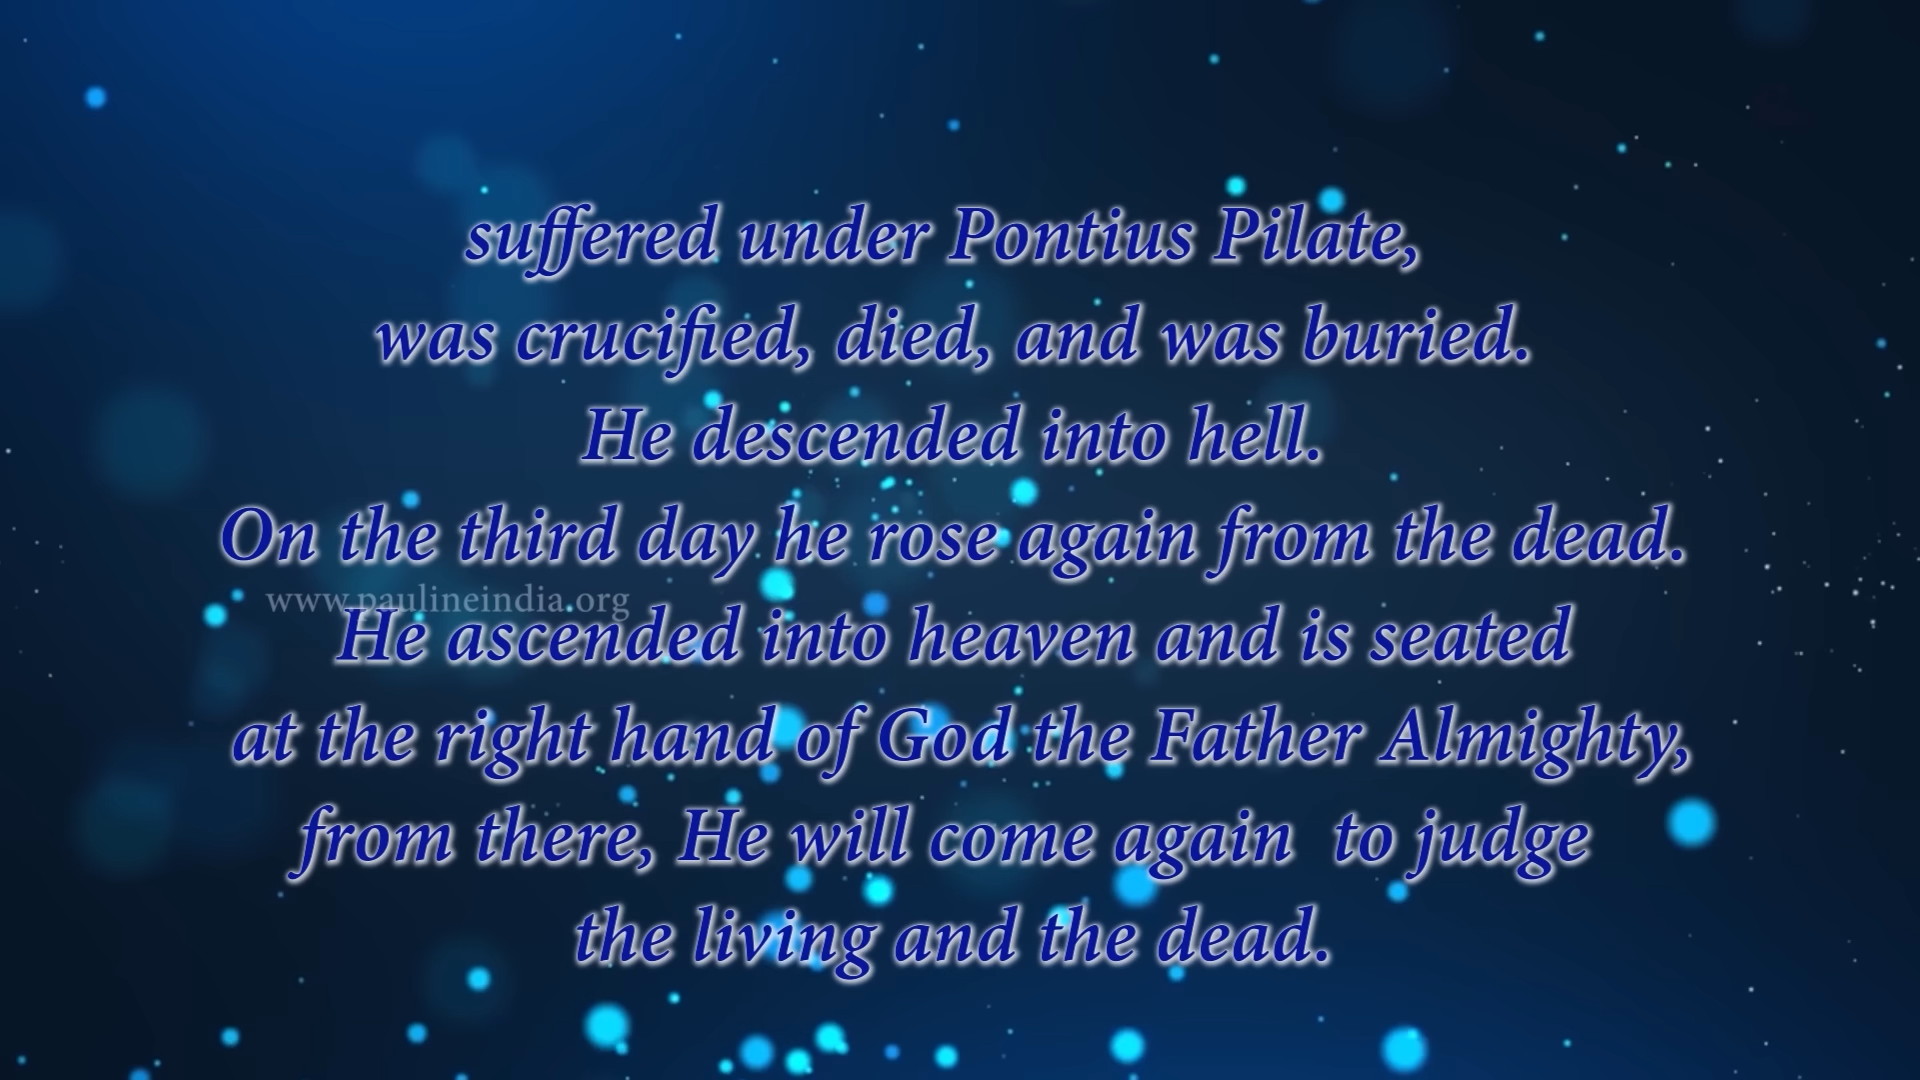 suffered under Pontius Pilate,
was crucified, died, and was buried.
He descended into hell.
On the third day he rose again from the dead.
www.paulineindia.org
He ascended into heaven and is seated
at the right hand of God the Father Almighty,
from there, He will come again to judge
the living and the dead.